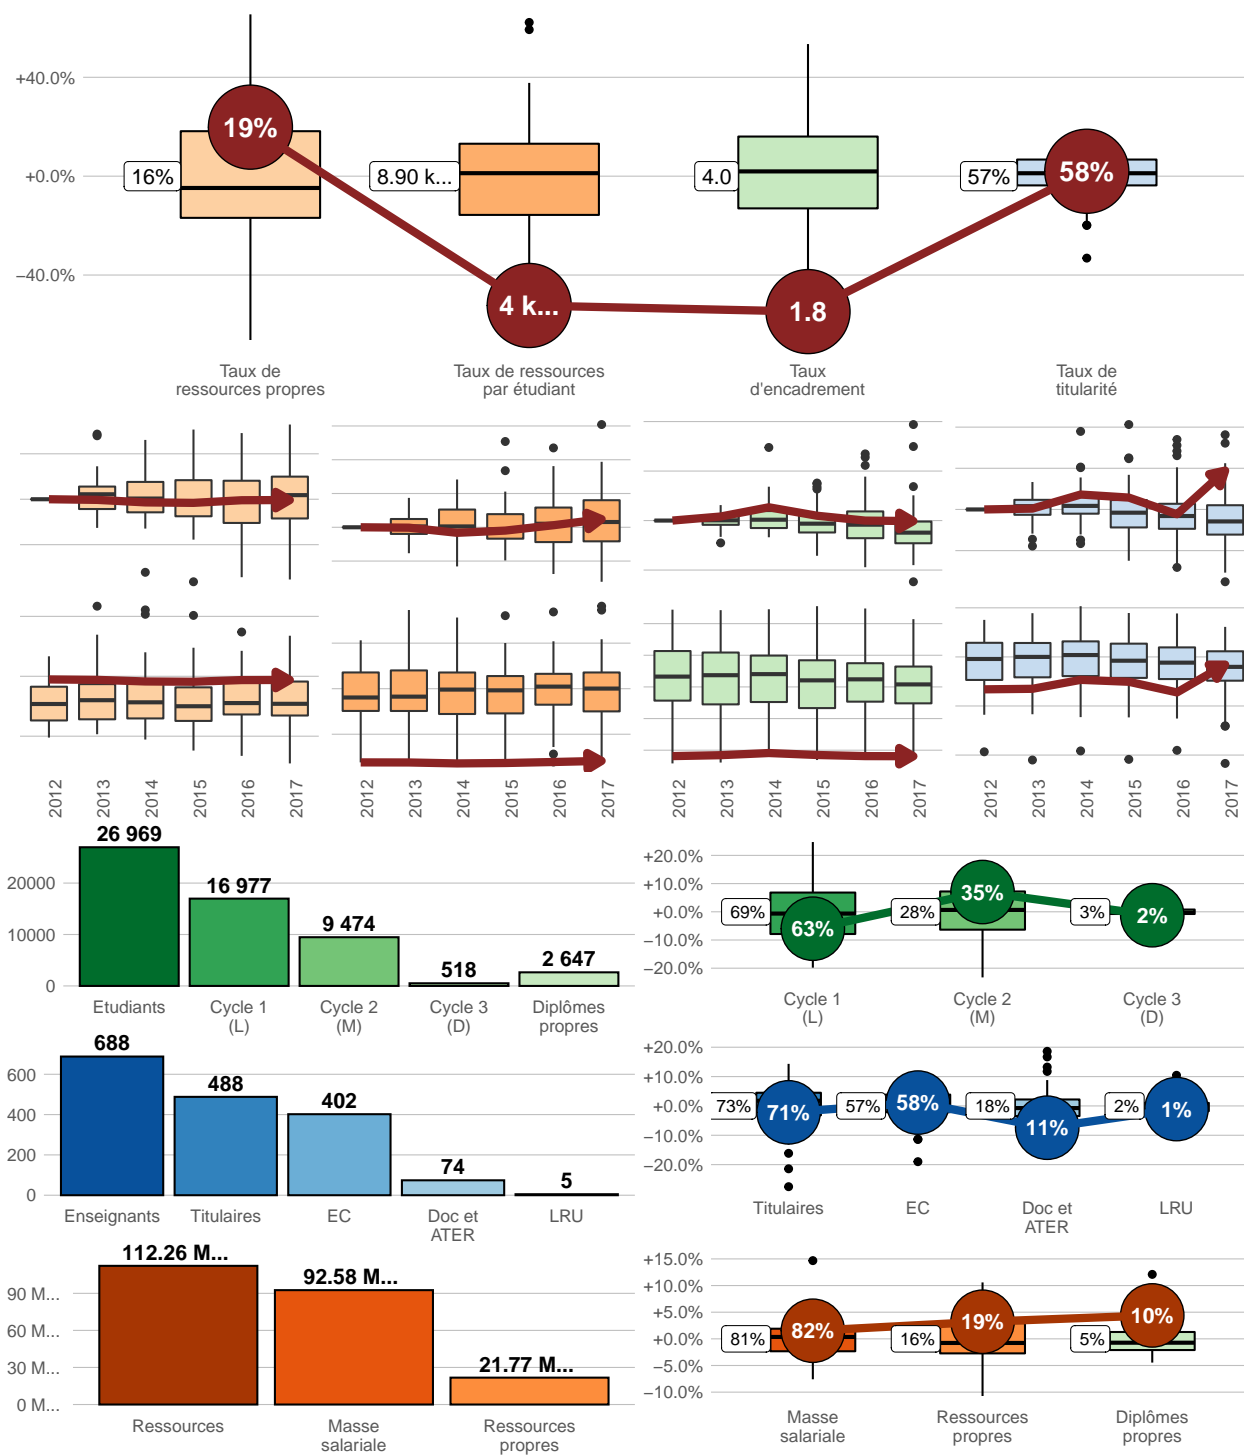 +40.0%
+0.0%
−40.0%
16%
19%
8.90 k...
4 k...
4.0
1.8
57%
58%
Taux de
ressources propres
Taux de ressources
par étudiant
Taux
d'encadrement
Taux de
titularité
2012
2013
2014
2015
2016
2017
2012
2013
2014
2015
2016
2017
2012
2013
2014
2015
2016
2017
2012
2013
2014
2015
2016
2017
20000
10000
0
26 969
16 977
9 474
518
2 647
Etudiants
Cycle 1
(L)
Cycle 2
(M)
Cycle 3
(D)
Diplômes
propres
+20.0%
+10.0%
+0.0%
−10.0%
−20.0%
69%
63%
28%
35%
3%
2%
Cycle 1
(L)
Cycle 2
(M)
Cycle 3
(D)
600
400
200
0
688
488
402
74
5
Enseignants
Titulaires
EC
Doc et
ATER
LRU
+20.0%
+10.0%
+0.0%
−10.0%
−20.0%
73%
71%
57%
58%
18%
11%
2%
1%
Titulaires
EC
Doc et
ATER
LRU
90 M...
60 M...
30 M...
0 M...
112.26 M...
92.58 M...
21.77 M...
Ressources
Masse
salariale
Ressources
propres
+15.0%
+10.0%
+5.0%
+0.0%
−5.0%
−10.0%
81%
82%
16%
19%
5%
10%
Masse
salariale
Ressources
propres
Diplômes
propres